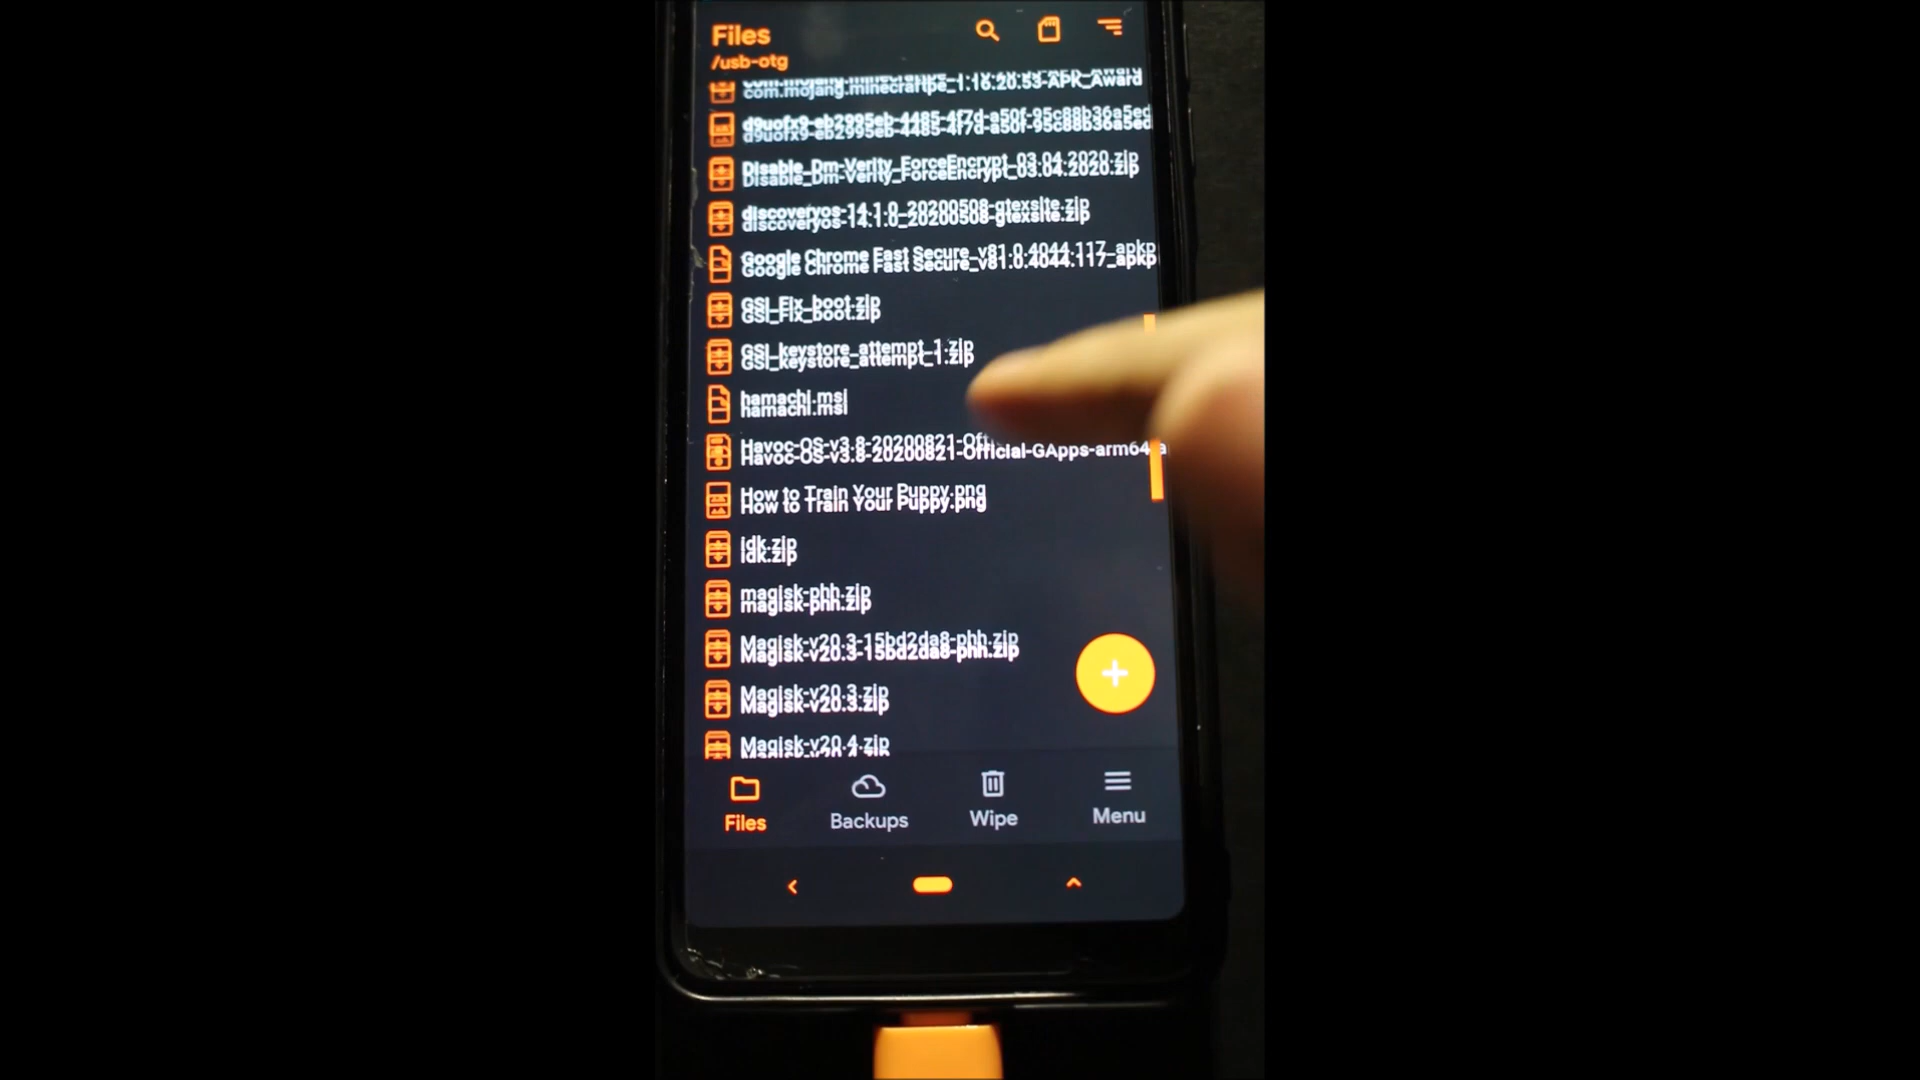 Files
/usb-otg
com.mojang.minecraftpe_1.16.20.53-APK_Award
d9uofx9-eb2995eb-4485-4f7d-a50f-95c88b36a5ed
Disable_Dm-Verity_ForceEncrypt_03.04.2020.zip
discoveryos-14.1.0_20200508-gtexslte.zip
Google Chrome Fast Secure_v81.0.4044.117_apkp
GSI_Fix_boot.zip
GSI_keystore_attempt_1.zip
hamachi.msi
Havoc-OS-v3.8-20200821-Official-GApps-arm64-a
How to Train Your Puppy.png
idk.zip
magisk-phh.zip
Magisk-v20.3-15bd2da8-phh.zip
Magisk-v20.3.zip
Magisk-v20.4.zip
Files
Backups
Wipe
Menu